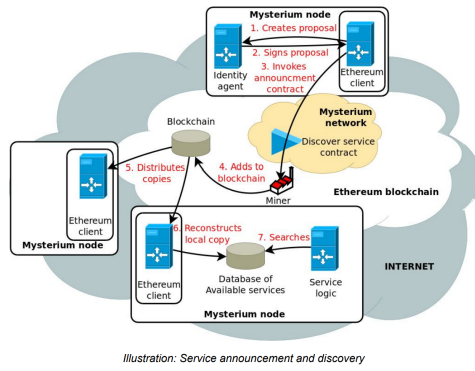 Mysterium node
1. Creates proposal
2. Signs proposal
3. Invokes
announcment
contract
Identity
agent
Ethereum
client
Mysterium
network
Discover service
contract
Blockchain
5. Distributes
copies
4. Adds to
blockchain
Miner
Ethereum blockchain
Ethereum
client
Mysterium node
6. Reconstructs
local copy
7. Searches
Ethereum
client
Database of
Available services
Service
logic
Mysterium node
INTERNET
Illustration: Service announcement and discovery